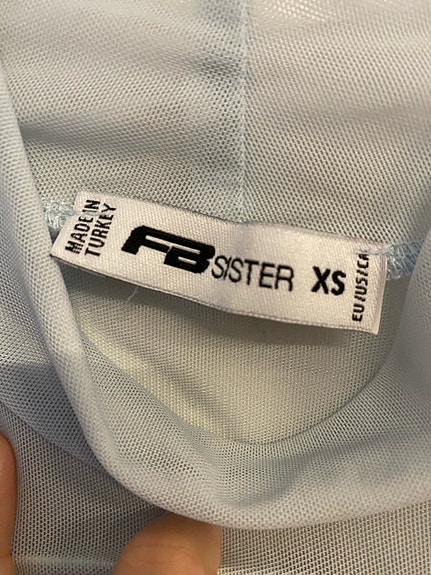 MADE IN
TURKEY
FB SISTER XS
EU/US/CA